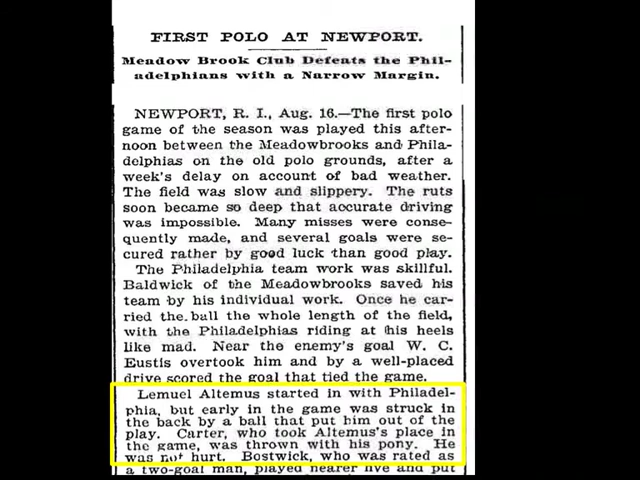 FIRST POLO AT NEWPORT.
Meadow Brook Club Defeats the Phil-
adelphians with a Narrow Margin.
NEWPORT, R. I., Aug. 16.—The first polo
game of the season was played this after-
noon between the Meadowbrooks and Phila-
delphias on the old polo grounds, after a
week's delay on account of bad weather.
The field was slow and slippery. The ruts
soon became so deep that accurate driving
was impossible. Many misses were conse-
quently made, and several goals were se-
cured rather by good luck than good play.
The Philadelphia team work was skillful.
Baldwick of the Meadowbrooks saved his
team by his individual work. Once he car-
ried the ball the whole length of the field,
with the Philadelphias riding at his heels
like mad. Near the enemy's goal W. C.
Eustis overtook him and by a well-placed
drive scored the goal that tied the game.
Lemuel Altemus started in with Philadel-
phia, but early in the game was struck in
the back by a ball that put him out of the
play. Carter, who took Altemus's place in
the game, was thrown with his pony. He
was not hurt. Bostwick, who was rated as
a two-goal man, played nearer five and put